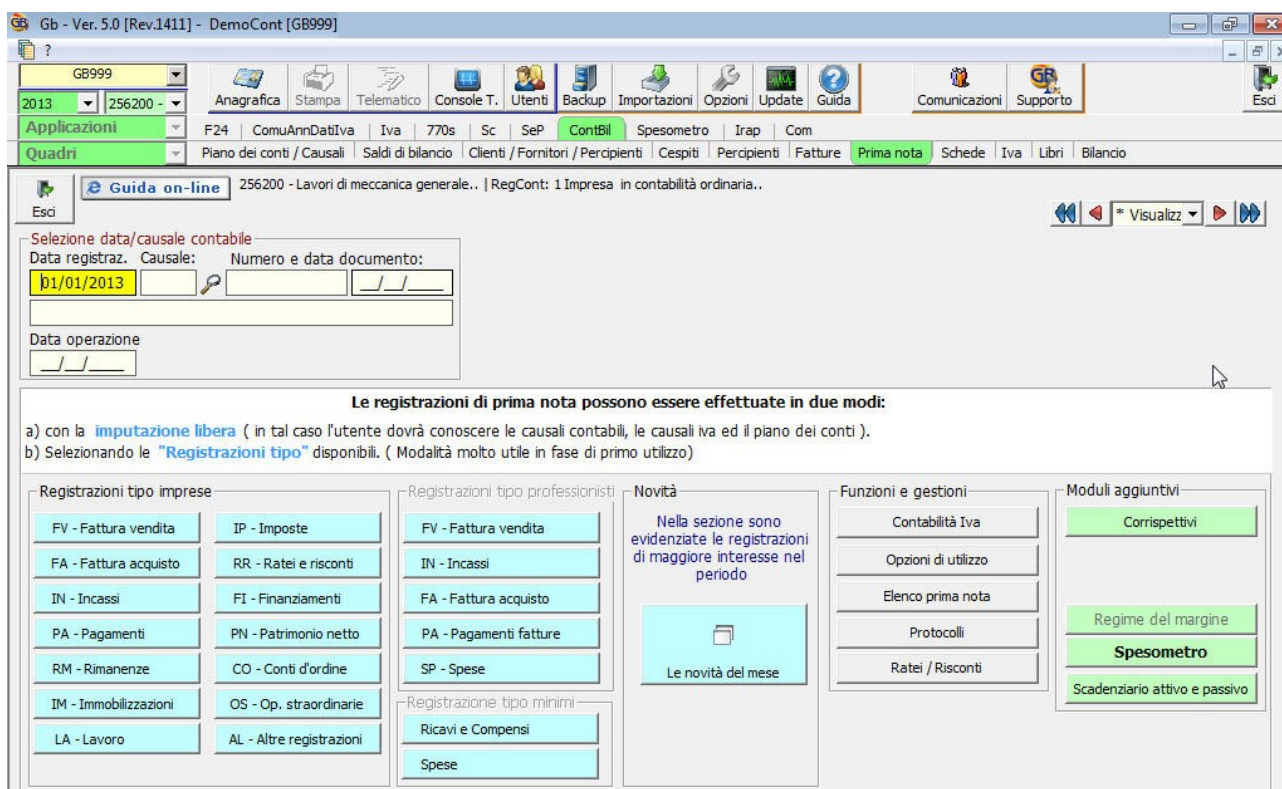 Gb - Ver. 5.0 [Rev.1411] - DemoCont [GB999]
?
GB999
2013 256200 -
Anagrafica Stampa Telematico Console T. Utenti Backup Importazioni Opzioni Update Guida Comunicazioni Supporto Esci
Applicazioni F24 ComuAnnDatiIva Iva 770s Sc SeP ContBil Spesometro Irap Com
Quadri Piano dei conti / Causali Saldi di bilancio Clienti / Fornitori / Percipienti Cespiti Percipienti Fatture Prima nota Schede Iva Libri Bilancio
Esci Guida on-line 256200 - Lavori di meccanica generale.. | RegCont: 1 Impresa in contabilità ordinaria..
* Visualizz
Selezione data/causale contabile
Data registraz. Causale: Numero e data documento:
01/01/2013 __/__/____
Data operazione
__/__/____
Le registrazioni di prima nota possono essere effettuate in due modi:
a) con la imputazione libera ( in tal caso l'utente dovrà conoscere le causali contabili, le causali iva ed il piano dei conti ).
b) Selezionando le "Registrazioni tipo" disponibili. ( Modalità molto utile in fase di primo utilizzo)
Registrazioni tipo imprese
FV - Fattura vendita
FA - Fattura acquisto
IN - Incassi
PA - Pagamenti
RM - Rimanenze
IM - Immobilizzazioni
LA - Lavoro
IP - Imposte
RR - Ratei e risconti
FI - Finanziamenti
PN - Patrimonio netto
CO - Conti d'ordine
OS - Op. straordinarie
AL - Altre registrazioni
Registrazioni tipo professionisti
FV - Fattura vendita
IN - Incassi
FA - Fattura acquisto
PA - Pagamenti fatture
SP - Spese
Registrazione tipo minimi
Ricavi e Compensi
Spese
Novità
Nella sezione sono
evidenziate le registrazioni
di maggiore interesse nel
periodo
Le novità del mese
Funzioni e gestioni
Contabilità Iva
Opzioni di utilizzo
Elenco prima nota
Protocolli
Ratei / Risconti
Moduli aggiuntivi
Corrispettivi
Regime del margine
Spesometro
Scadenziario attivo e passivo